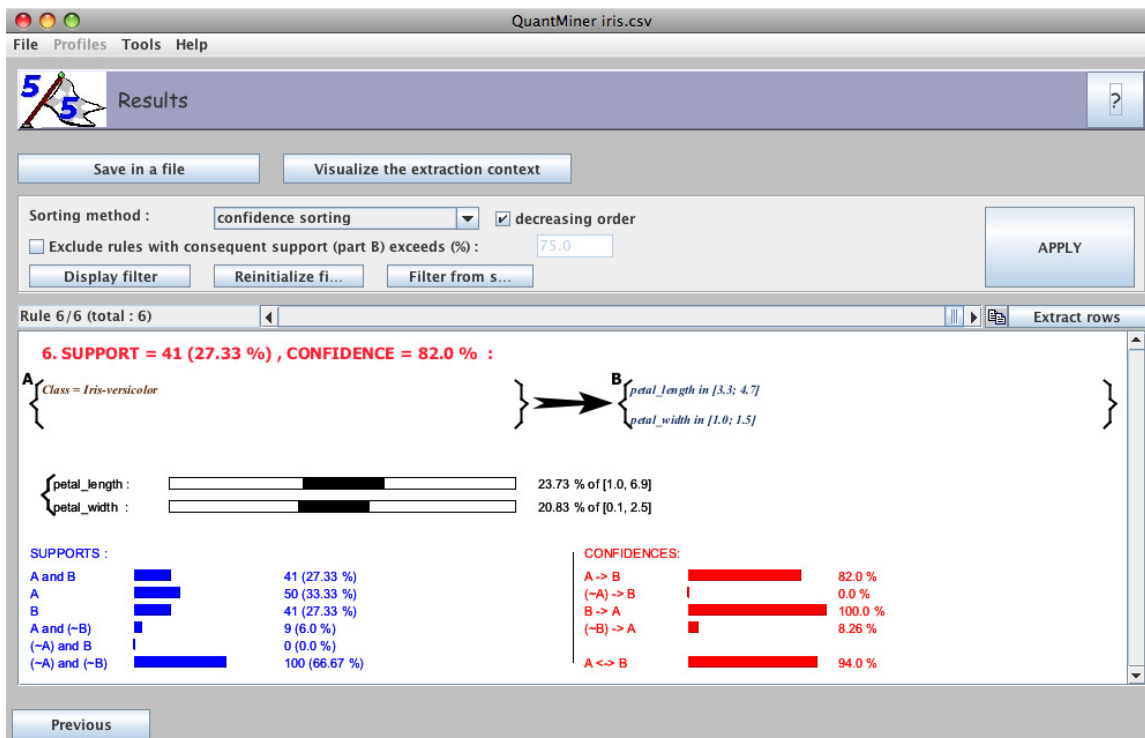 QuantMiner iris.csv
File Profiles Tools Help
5 5 Results ?
Save in a file Visualize the extraction context
Sorting method : confidence sorting decreasing order
Exclude rules with consequent support (part B) exceeds (%) : 75.0
APPLY
Display filter Reinitialize fi... Filter from s...
Rule 6/6 (total : 6) Extract rows
6. SUPPORT = 41 (27.33 %) , CONFIDENCE = 82.0 % :
A Class = Iris-versicolor B petal_length in [3.3; 4.7]
petal_width in [1.0; 1.5]
petal_length : 23.73 % of [1.0, 6.9]
petal_width : 20.83 % of [0.1, 2.5]
SUPPORTS : CONFIDENCES:
A and B 41 (27.33 %) A -> B 82.0 %
A 50 (33.33 %) (~A) -> B 0.0 %
B 41 (27.33 %) B -> A 100.0 %
A and (~B) 9 (6.0 %) (~B) -> A 8.26 %
(~A) and B 0 (0.0 %)
(~A) and (~B) 100 (66.67 %) A <-> B 94.0 %
Previous